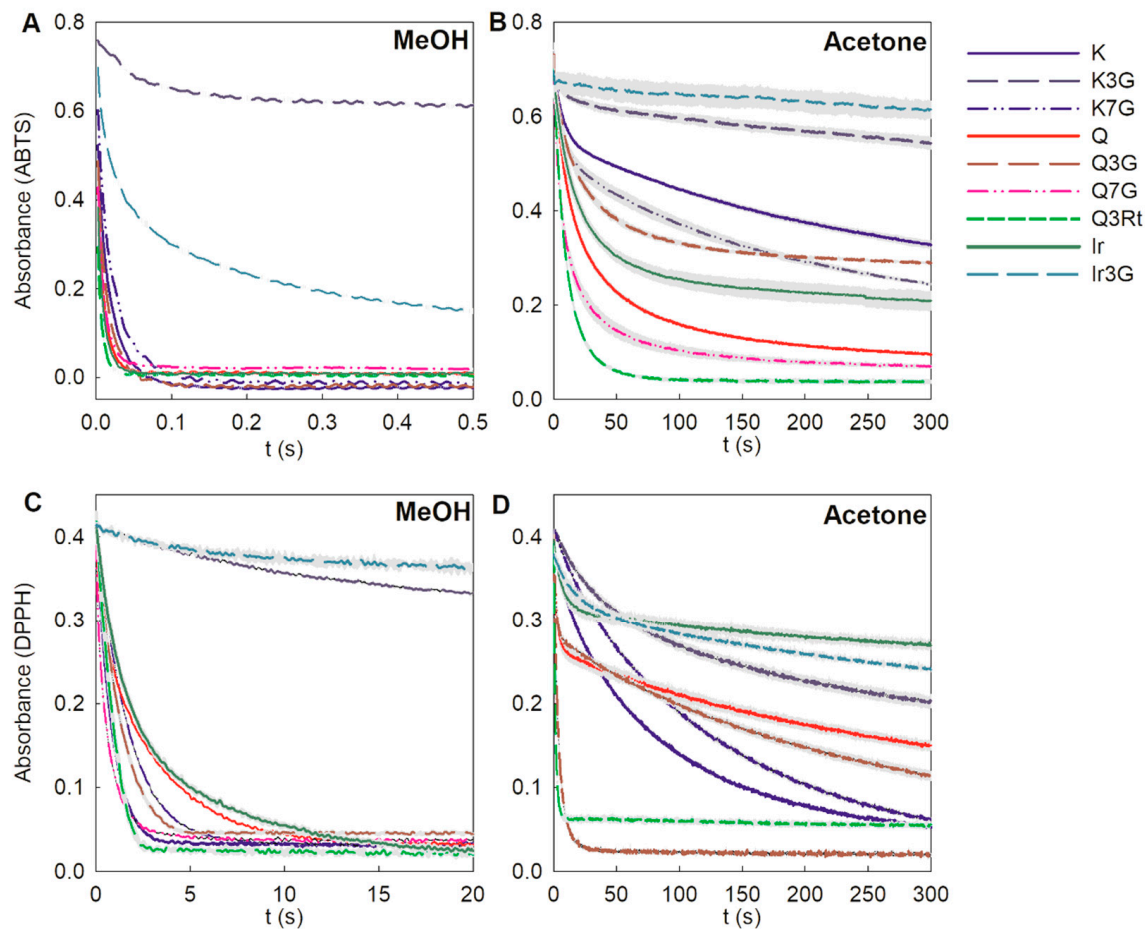 A
MeOH
Absorbance (ABTS)
0.8
0.6
0.4
0.2
0.0
0.0 0.1 0.2 0.3 0.4 0.5
t (s)
B
Acetone
0.8
0.6
0.4
0.2
0.0
0 50 100 150 200 250 300
t (s)
K
K3G
K7G
Q
Q3G
Q7G
Q3Rt
Ir
Ir3G
C
MeOH
Absorbance (DPPH)
0.4
0.3
0.2
0.1
0.0
0 5 10 15 20
t (s)
D
Acetone
0.4
0.3
0.2
0.1
0.0
0 50 100 150 200 250 300
t (s)